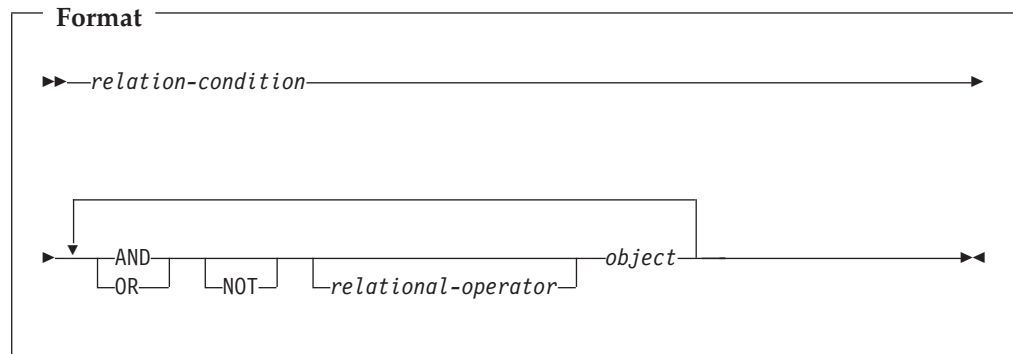 Format
relation-condition
AND object
OR NOT relational-operator